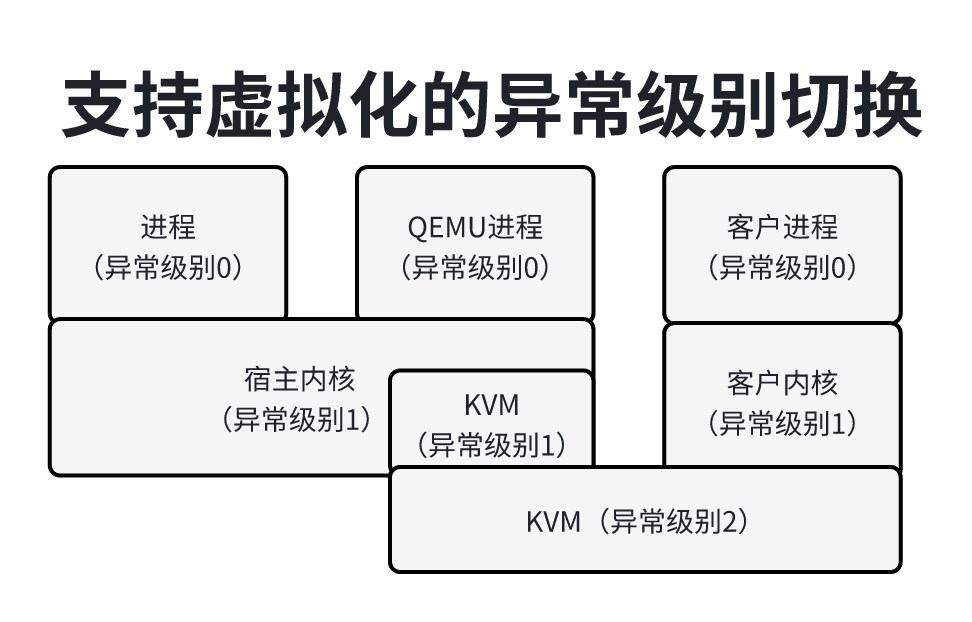 支持虚拟化的异常级别切换
进程
（异常级别0）
QEMU进程
（异常级别0）
客户进程
（异常级别0）
宿主内核
（异常级别1）
KVM
（异常级别1）
客户内核
（异常级别1）
KVM（异常级别2）